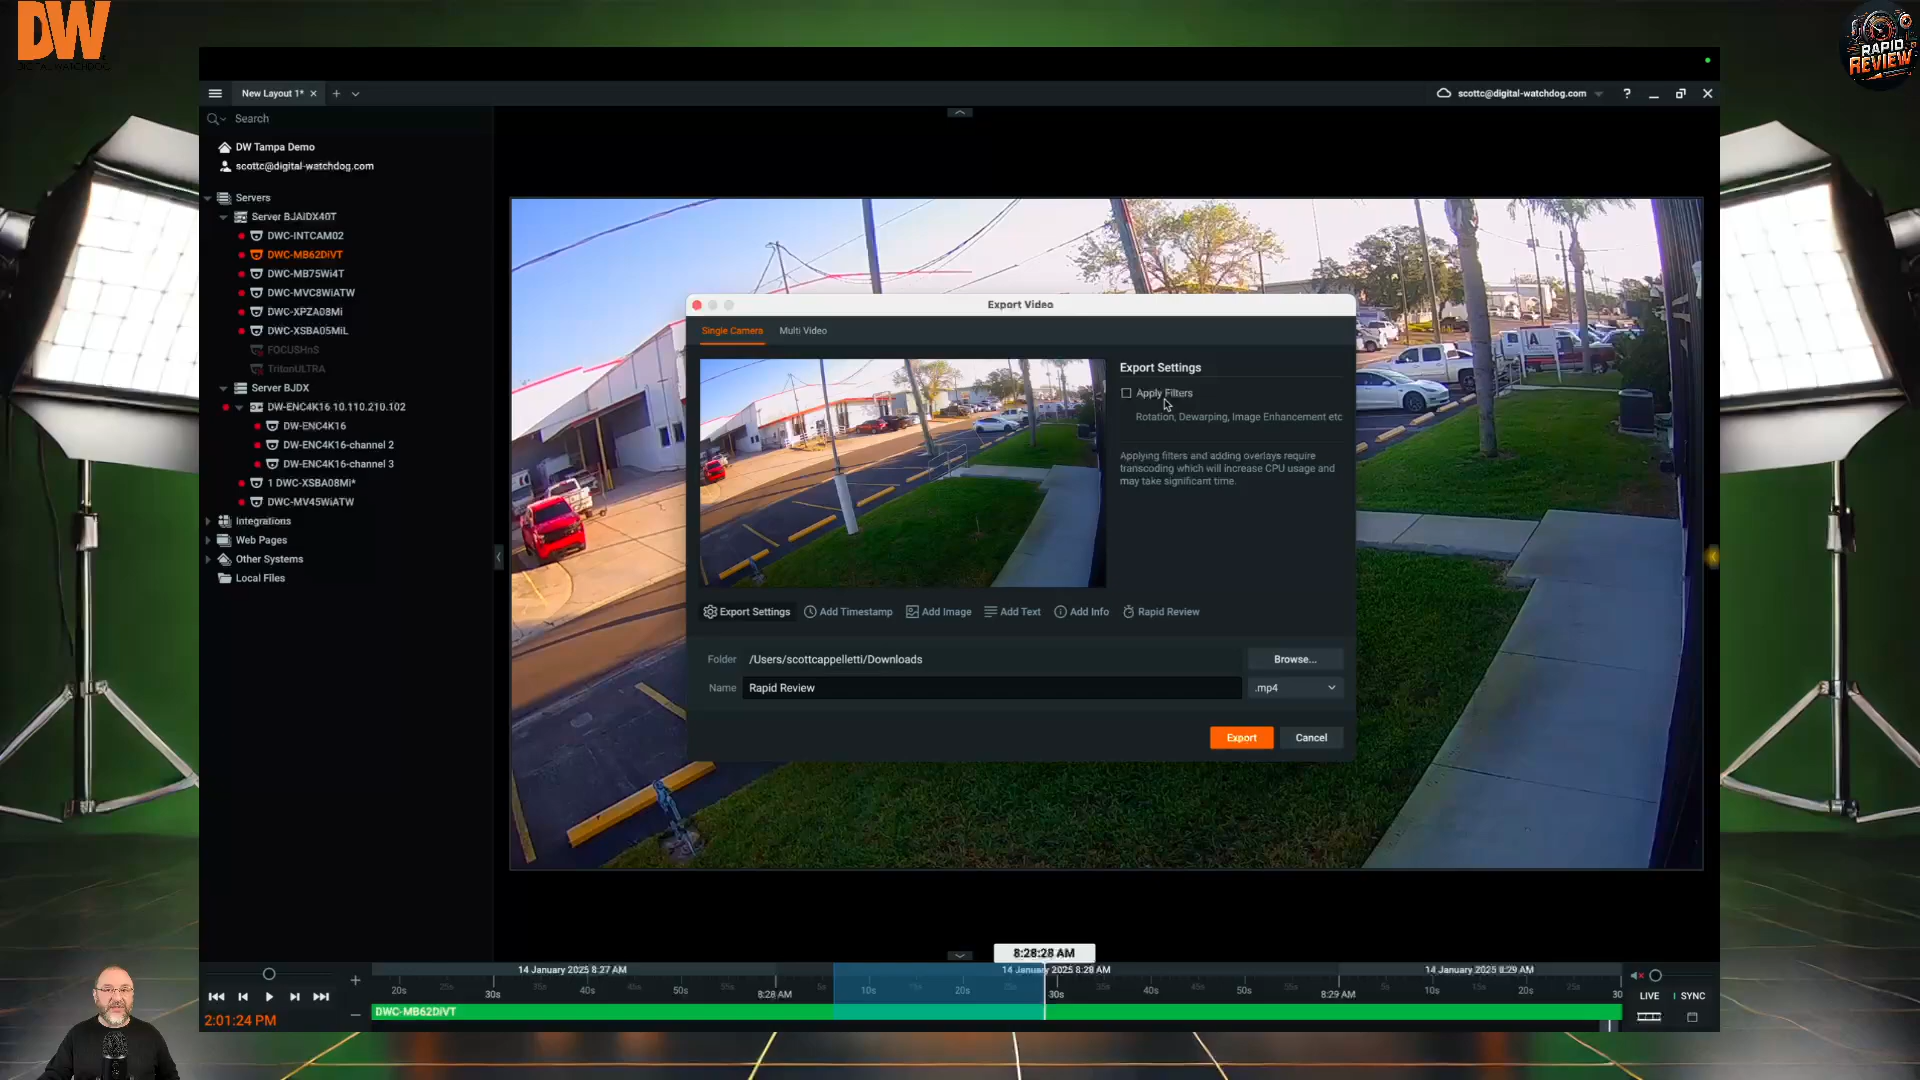 DW
RAPID
REVIEW
New Layout 1*
scottc@digital-watchdog.com
Search
DW Tampa Demo
scottc@digital-watchdog.com
Servers
Server BJAiDX40T
DWC-INTCAM02
DWC-MB62DiVT
DWC-MB75Wi4T
DWC-MVC8WiATW
DWC-XPZA08Mi
DWC-XSBA05MiL
FOCUSHnS
TritonULTRA
Server BJDX
DW-ENC4K16 10.110.210.102
DW-ENC4K16
DW-ENC4K16-channel 2
DW-ENC4K16-channel 3
1 DWC-XSBA08Mi*
DWC-MV45WiATW
Integrations
Web Pages
Other Systems
Local Files
Export Video
Single Camera
Multi Video
Export Settings
Apply Filters
Rotation, Dewarping, Image Enhancement etc
Applying filters and adding overlays require
transcoding which will increase CPU usage and
may take significant time.
Export Settings
Add Timestamp
Add Image
Add Text
Add Info
Rapid Review
Folder
/Users/scottcappelletti/Downloads
Browse...
Name
Rapid Review
.mp4
Export
Cancel
8:28:28 AM
14 January 2025 8:27 AM
14 January 2025 8:28 AM
14 January 2025 8:29 AM
20s 30s 35s 40s 50s 8:28 AM 5s 10s 20s 30s 35s 40s 50s 8:29 AM 5s 10s 20s 30
DWC-MB62DiVT
2:01:24 PM
LIVE
SYNC